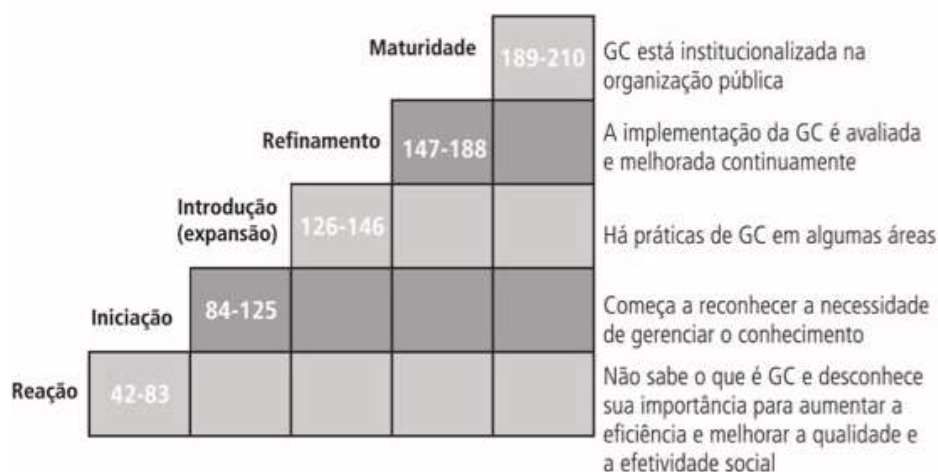 Maturidade
189-210
GC está institucionalizada na
organização pública
Refinamento
147-188
A implementação da GC é avaliada
e melhorada continuamente
Introdução
(expansão)
126-146
Há práticas de GC em algumas áreas
Iniciação
84-125
Começa a reconhecer a necessidade
de gerenciar o conhecimento
Reação
42-83
Não sabe o que é GC e desconhece
sua importância para aumentar a
eficiência e melhorar a qualidade e
a efetividade social